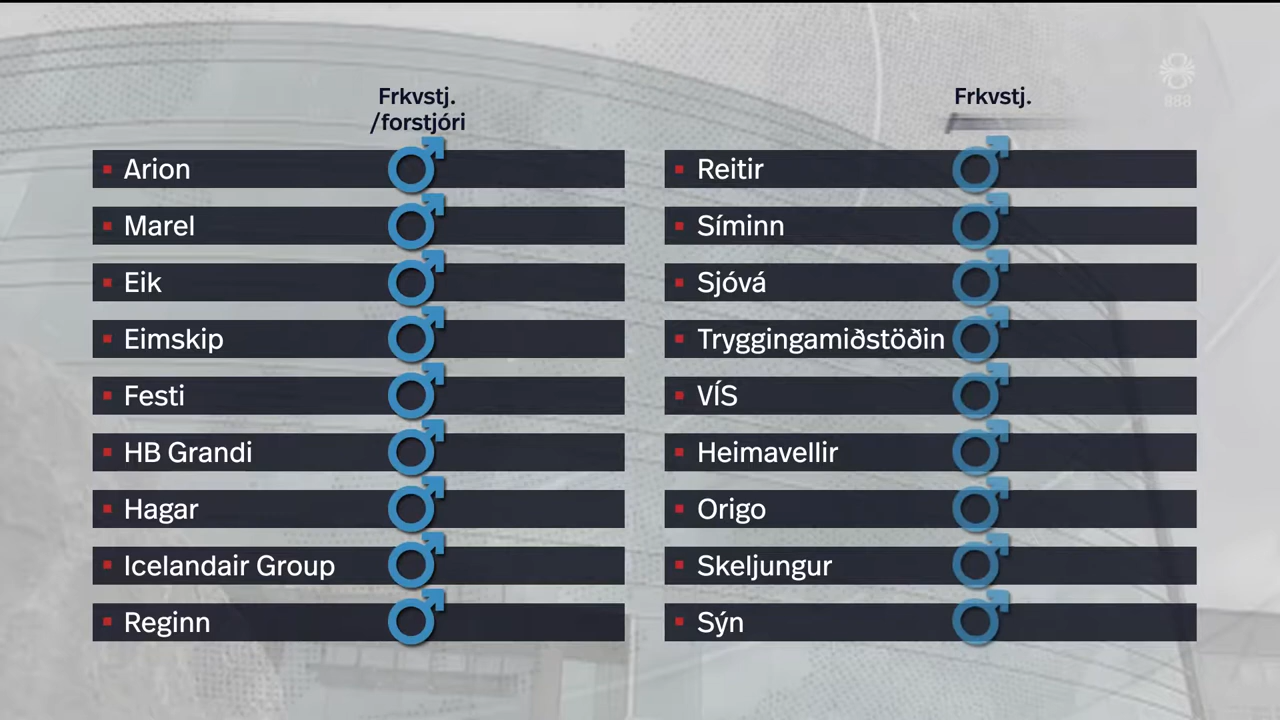 Frkvstj.
/forstjóri
Arion
Marel
Eik
Eimskip
Festi
HB Grandi
Hagar
Icelandair Group
Reginn
Frkvstj.
Reitir
Síminn
Sjóvá
Tryggingamiðstöðin
VÍS
Heimavellir
Origo
Skeljungur
Sýn
888